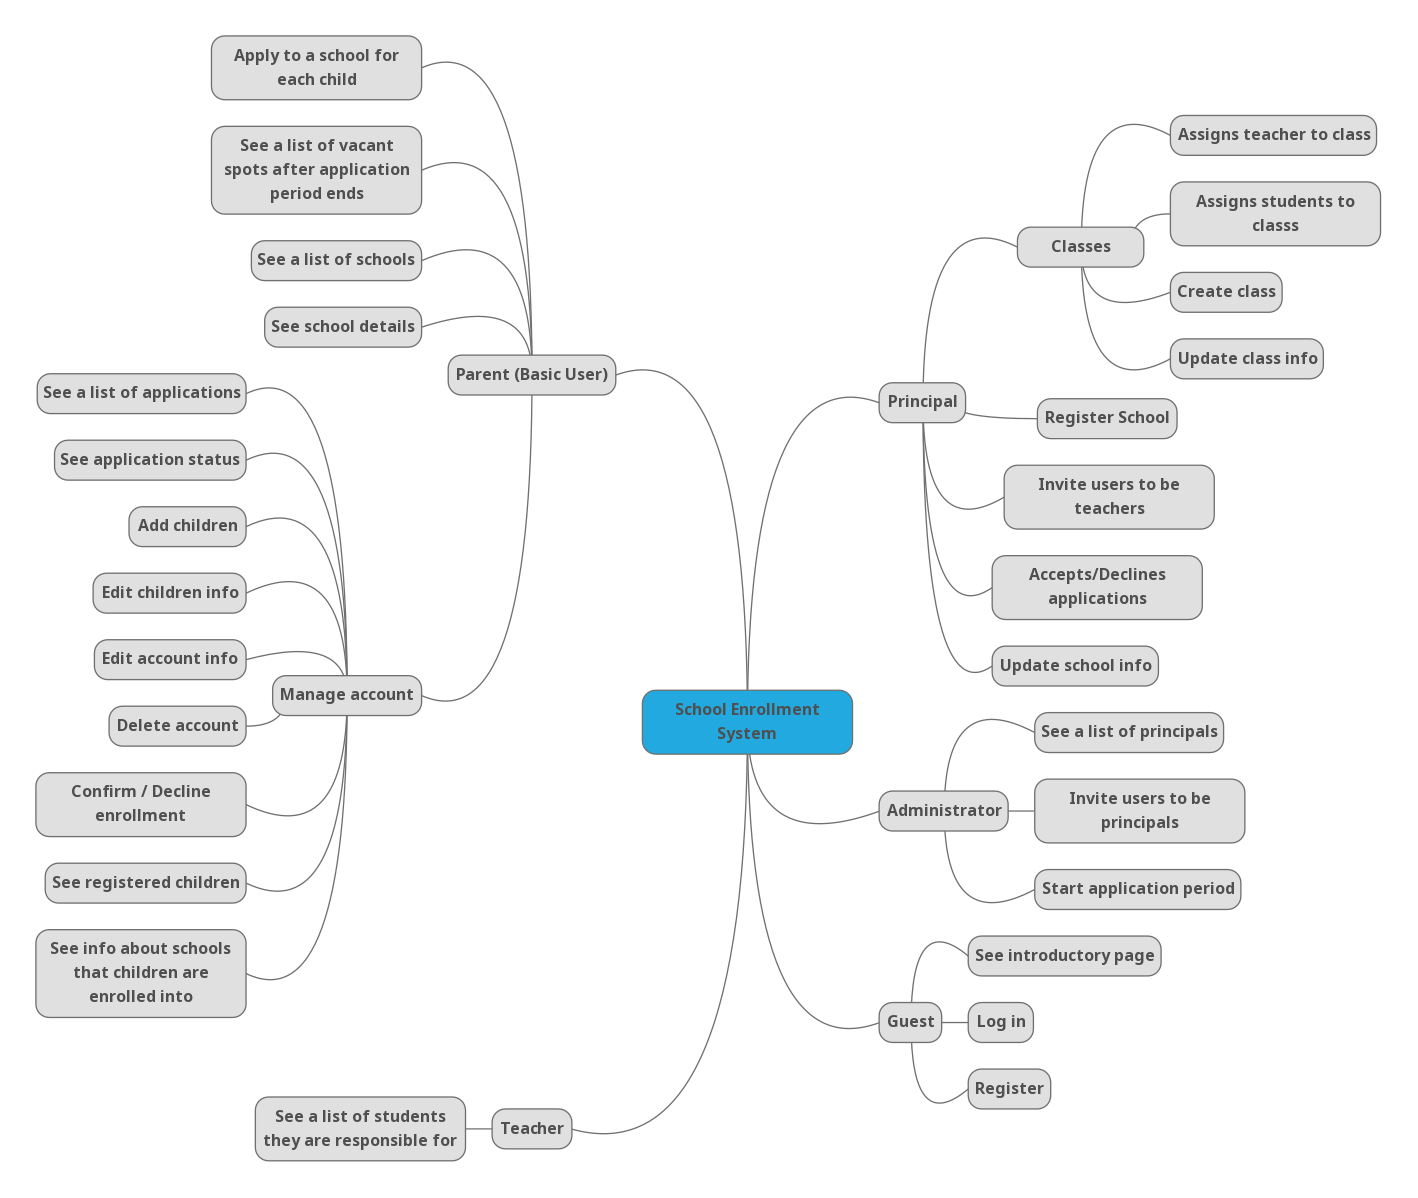 Apply to a school for
each child
See a list of vacant
spots after application
period ends
See a list of schools
See school details
Parent (Basic User)
See a list of applications
See application status
Add children
Edit children info
Edit account info
Manage account
Delete account
Confirm / Decline
enrollment
See registered children
See info about schools
that children are
enrolled into
See a list of students
they are responsible for
Teacher
School Enrollment
System
Assigns teacher to class
Assigns students to
classs
Classes
Create class
Update class info
Principal
Register School
Invite users to be
teachers
Accepts/Declines
applications
Update school info
See a list of principals
Administrator
Invite users to be
principals
Start application period
See introductory page
Guest
Log in
Register